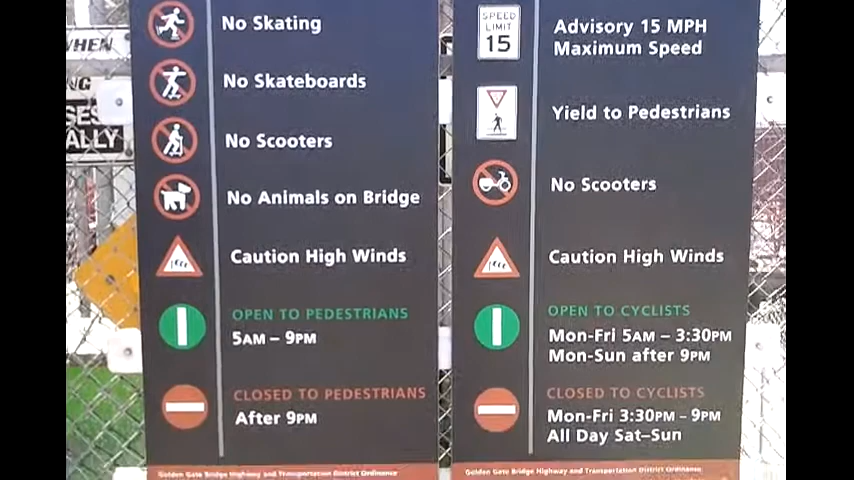 WHEN
No Skating
No Skateboards
No Scooters
No Animals on Bridge
Caution High Winds
OPEN TO PEDESTRIANS
5AM – 9PM
CLOSED TO PEDESTRIANS
After 9PM
Golden Gate Bridge Highway and Transportation District Ordinance
SPEED
LIMIT
15
Advisory 15 MPH
Maximum Speed
Yield to Pedestrians
No Scooters
Caution High Winds
OPEN TO CYCLISTS
Mon-Fri 5AM – 3:30PM
Mon-Sun after 9PM
CLOSED TO CYCLISTS
Mon-Fri 3:30PM – 9PM
All Day Sat–Sun
Golden Gate Bridge Highway and Transportation District Ordinance